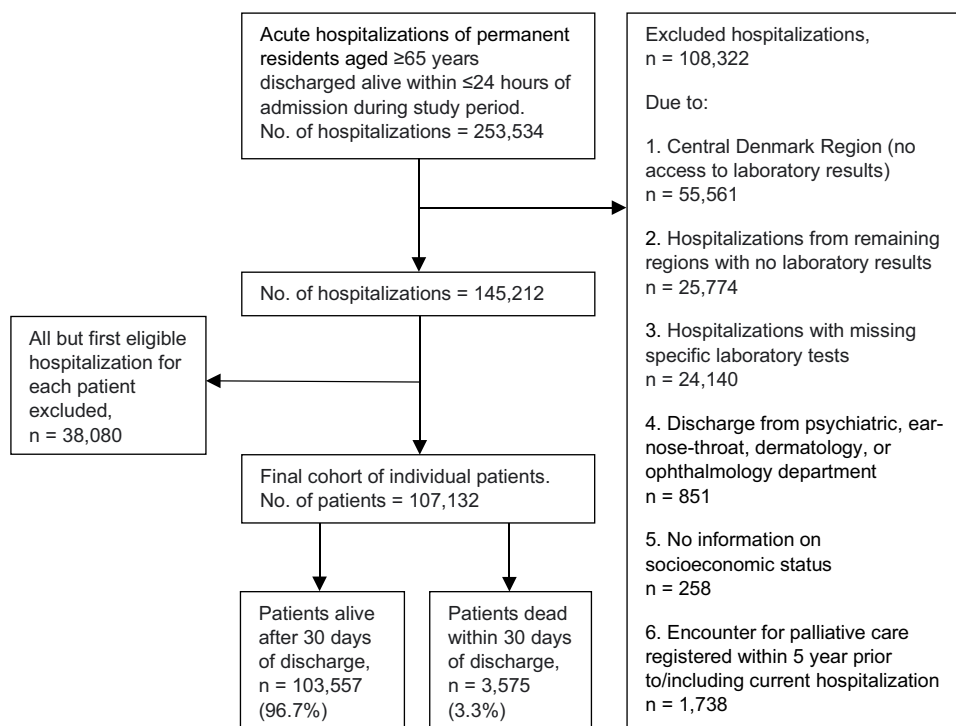 Acute hospitalizations of permanent
residents aged ≥65 years
discharged alive within ≤24 hours of
admission during study period.
No. of hospitalizations = 253,534
Excluded hospitalizations,
n = 108,322
Due to:
1. Central Denmark Region (no
access to laboratory results)
n = 55,561
2. Hospitalizations from remaining
regions with no laboratory results
n = 25,774
3. Hospitalizations with missing
specific laboratory tests
n = 24,140
4. Discharge from psychiatric, ear-
nose-throat, dermatology, or
ophthalmology department
n = 851
5. No information on
socioeconomic status
n = 258
6. Encounter for palliative care
registered within 5 year prior
to/including current hospitalization
n = 1,738
No. of hospitalizations = 145,212
All but first eligible
hospitalization for
each patient
excluded,
n = 38,080
Final cohort of individual patients.
No. of patients = 107,132
Patients alive
after 30 days
of discharge,
n = 103,557
(96.7%)
Patients dead
within 30 days
of discharge,
n = 3,575
(3.3%)